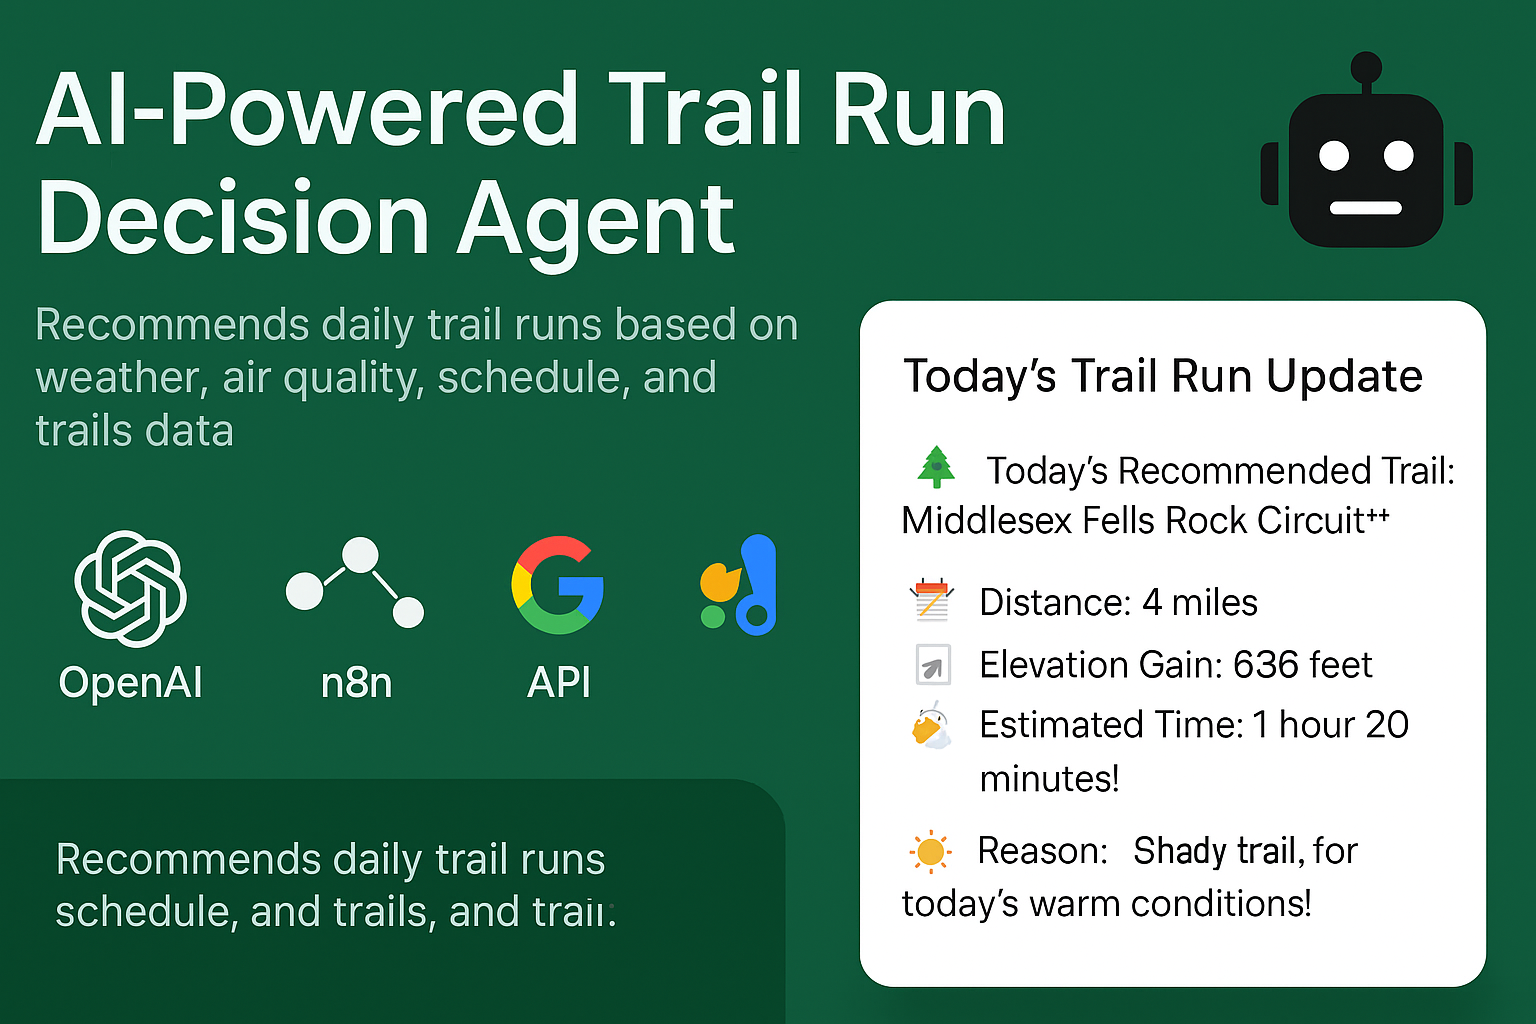 AI-Powered Trail Run
Decision Agent
Recommends daily trail runs based on
weather, air quality, schedule, and
trails data
OpenAI
n8n
API
Recommends daily trail runs
schedule, and trails, and
Today's Trail Run Update
Today's Recommended Trail:
Middlesex Fells Rock Circuit⁺⁺
Distance: 4 miles
Elevation Gain: 636 feet
Estimated Time: 1 hour 20
minutes!
Reason: Shady trail, for
today's warm conditions!